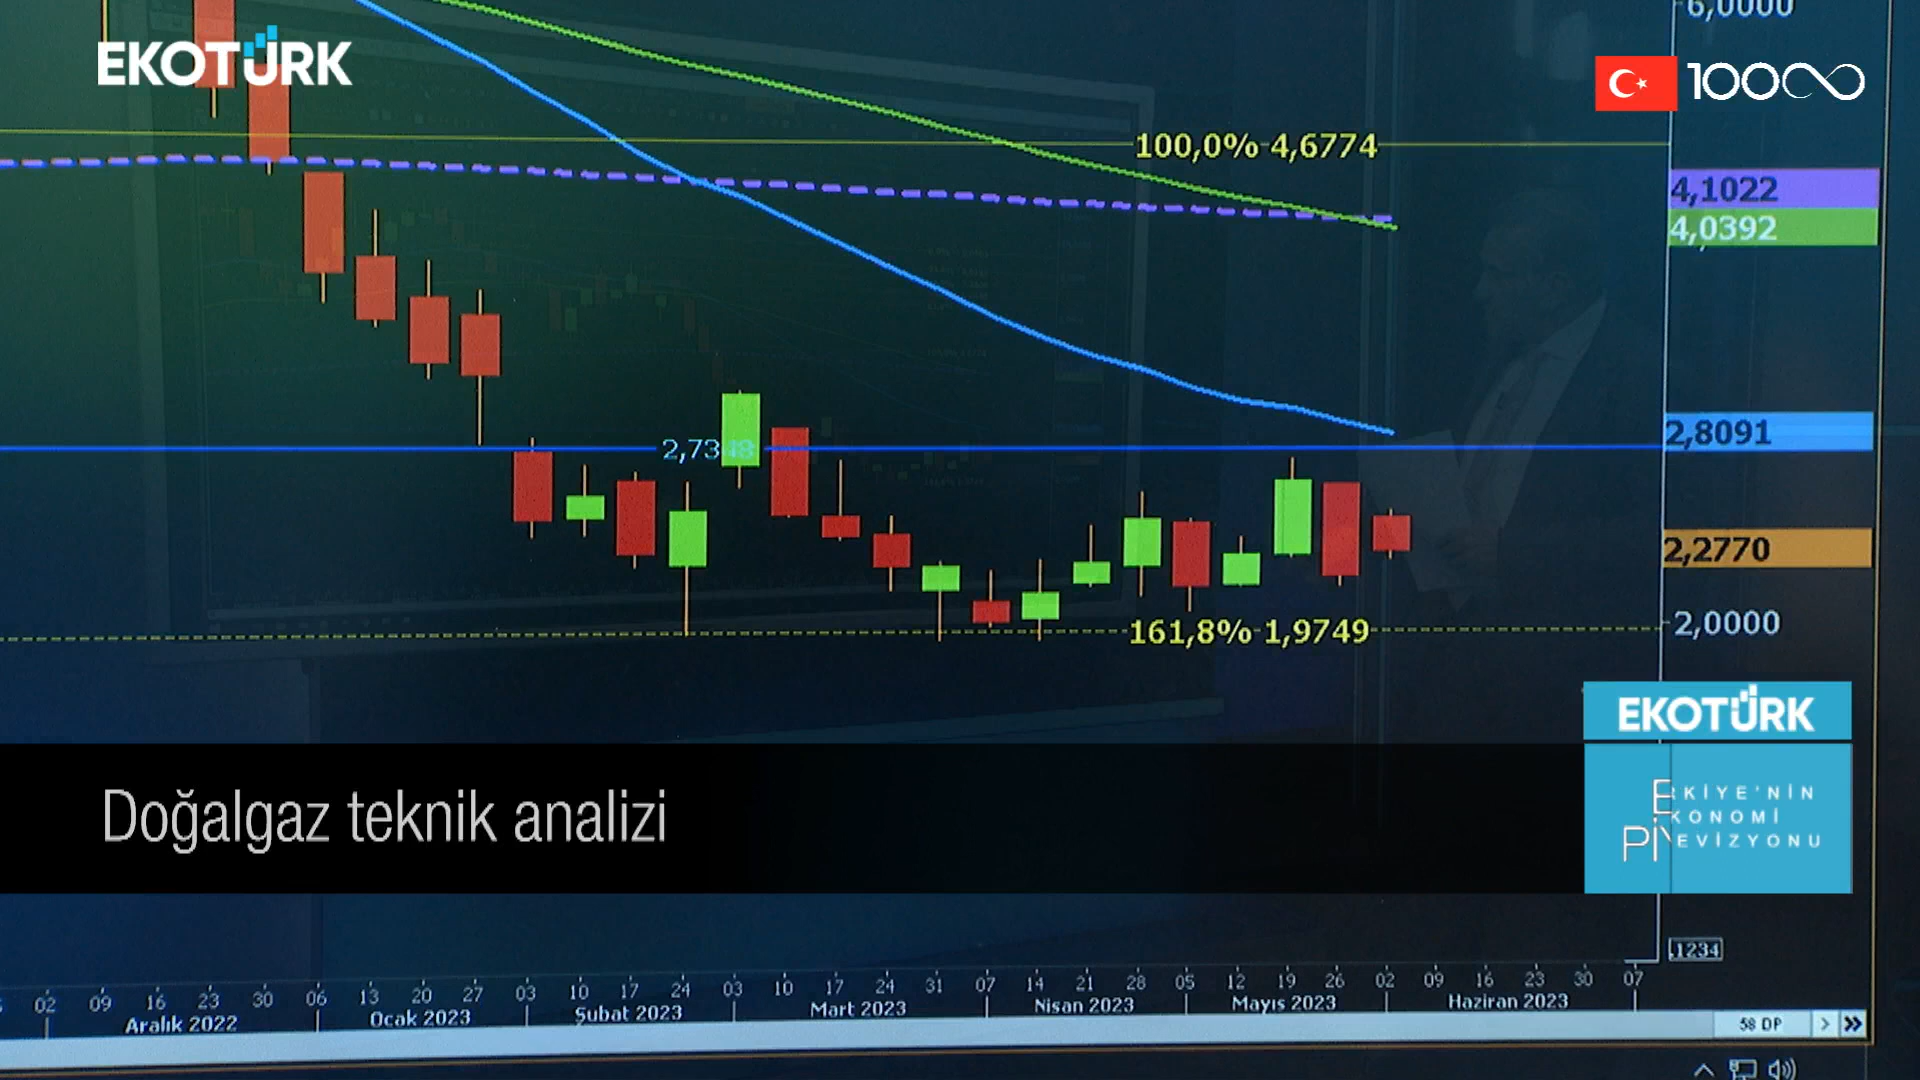 EKOTÜRK
100
6,0000
100,0% 4,6774
4,1022
4,0392
2,8091
2,2770
161,8% 1,9749
2,0000
EKOTÜRK
Doğalgaz teknik analizi
EKONOMİ
1234
02 09 16 23 30 06 13 20 27 03 10 17 24 03 10 17 24 31 07 14 21 28 05 12 19 26 02 09 16 23 30 07
Aralık 2022 Ocak 2023 Şubat 2023 Mart 2023 Nisan 2023 Mayıs 2023 Haziran 2023
58 DP